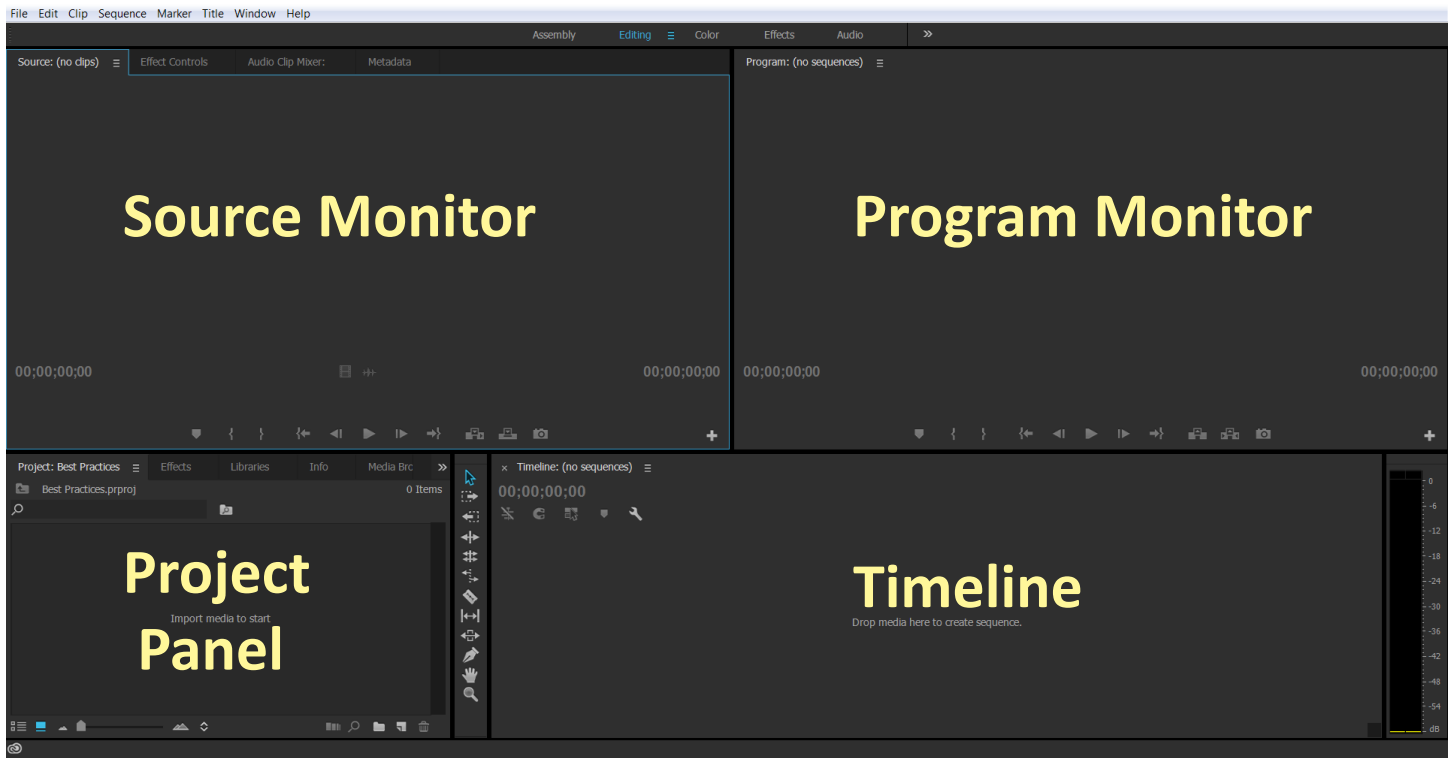 File Edit Clip Sequence Marker Title Window Help
Assembly Editing Color Effects Audio
Source: (no clips) Effect Controls Audio Clip Mixer: Metadata
Program: (no sequences)
Source Monitor
Program Monitor
00;00;00;00 00;00;00;00
00;00;00;00 00;00;00;00
Project: Best Practices Effects Libraries Info Media Brc
Best Practices.prproj 0 Items
Project
Import media to start
Panel
× Timeline: (no sequences)
00;00;00;00
Timeline
Drop media here to create sequence.
0
-6
-12
-18
-24
-30
-36
-42
-48
-54
dB